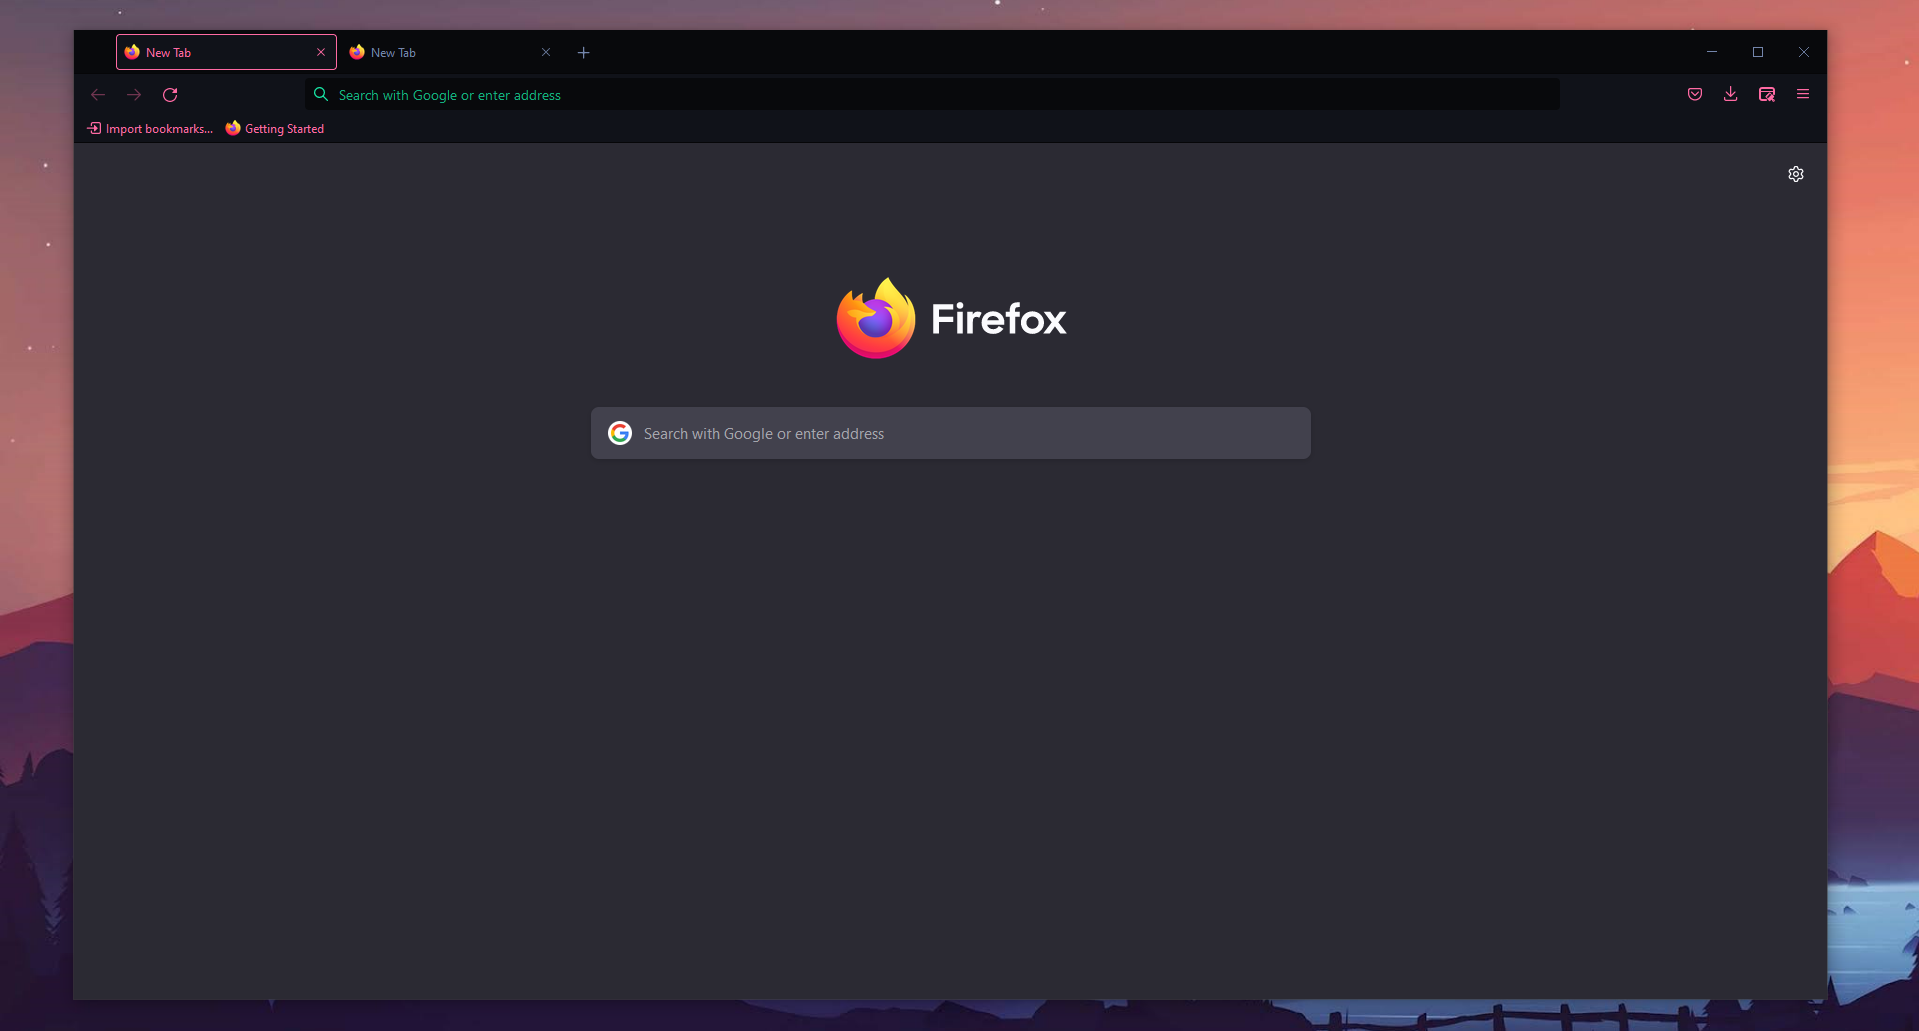 New Tab
New Tab
Search with Google or enter address
Import bookmarks...
Getting Started
Firefox
Search with Google or enter address